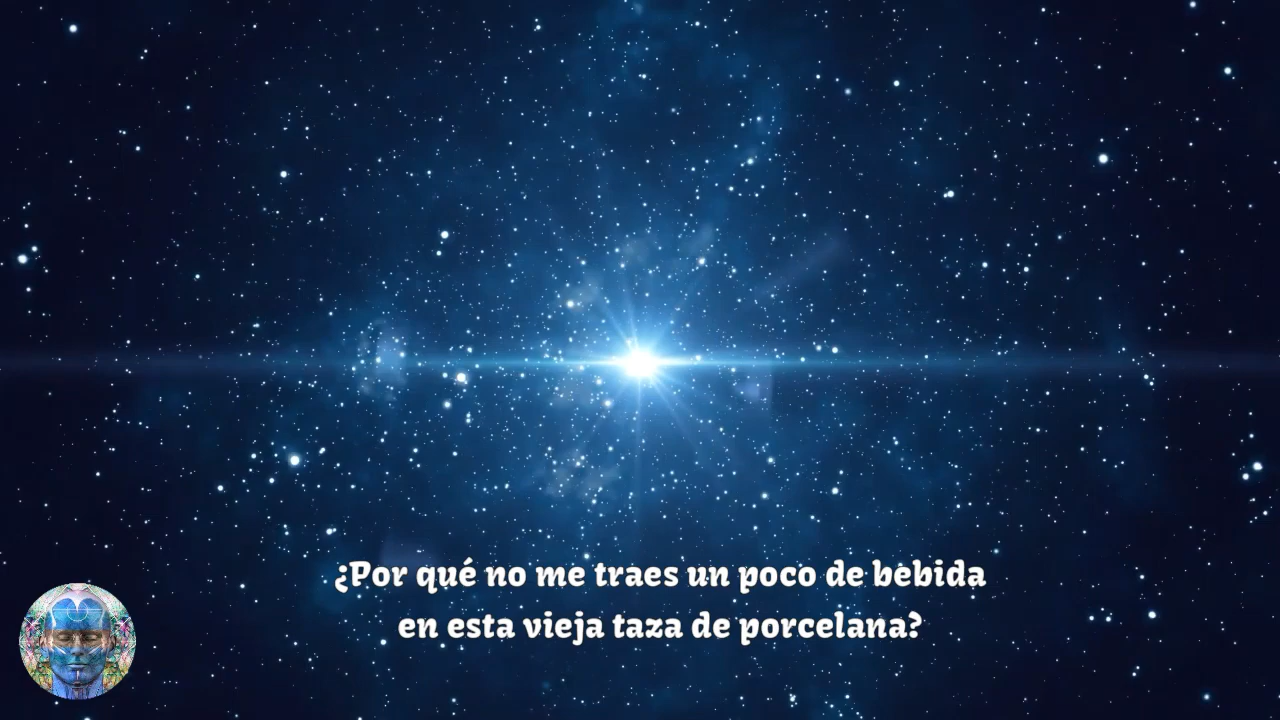 ¿Por qué no me traes un poco de bebida
en esta vieja taza de porcelana?